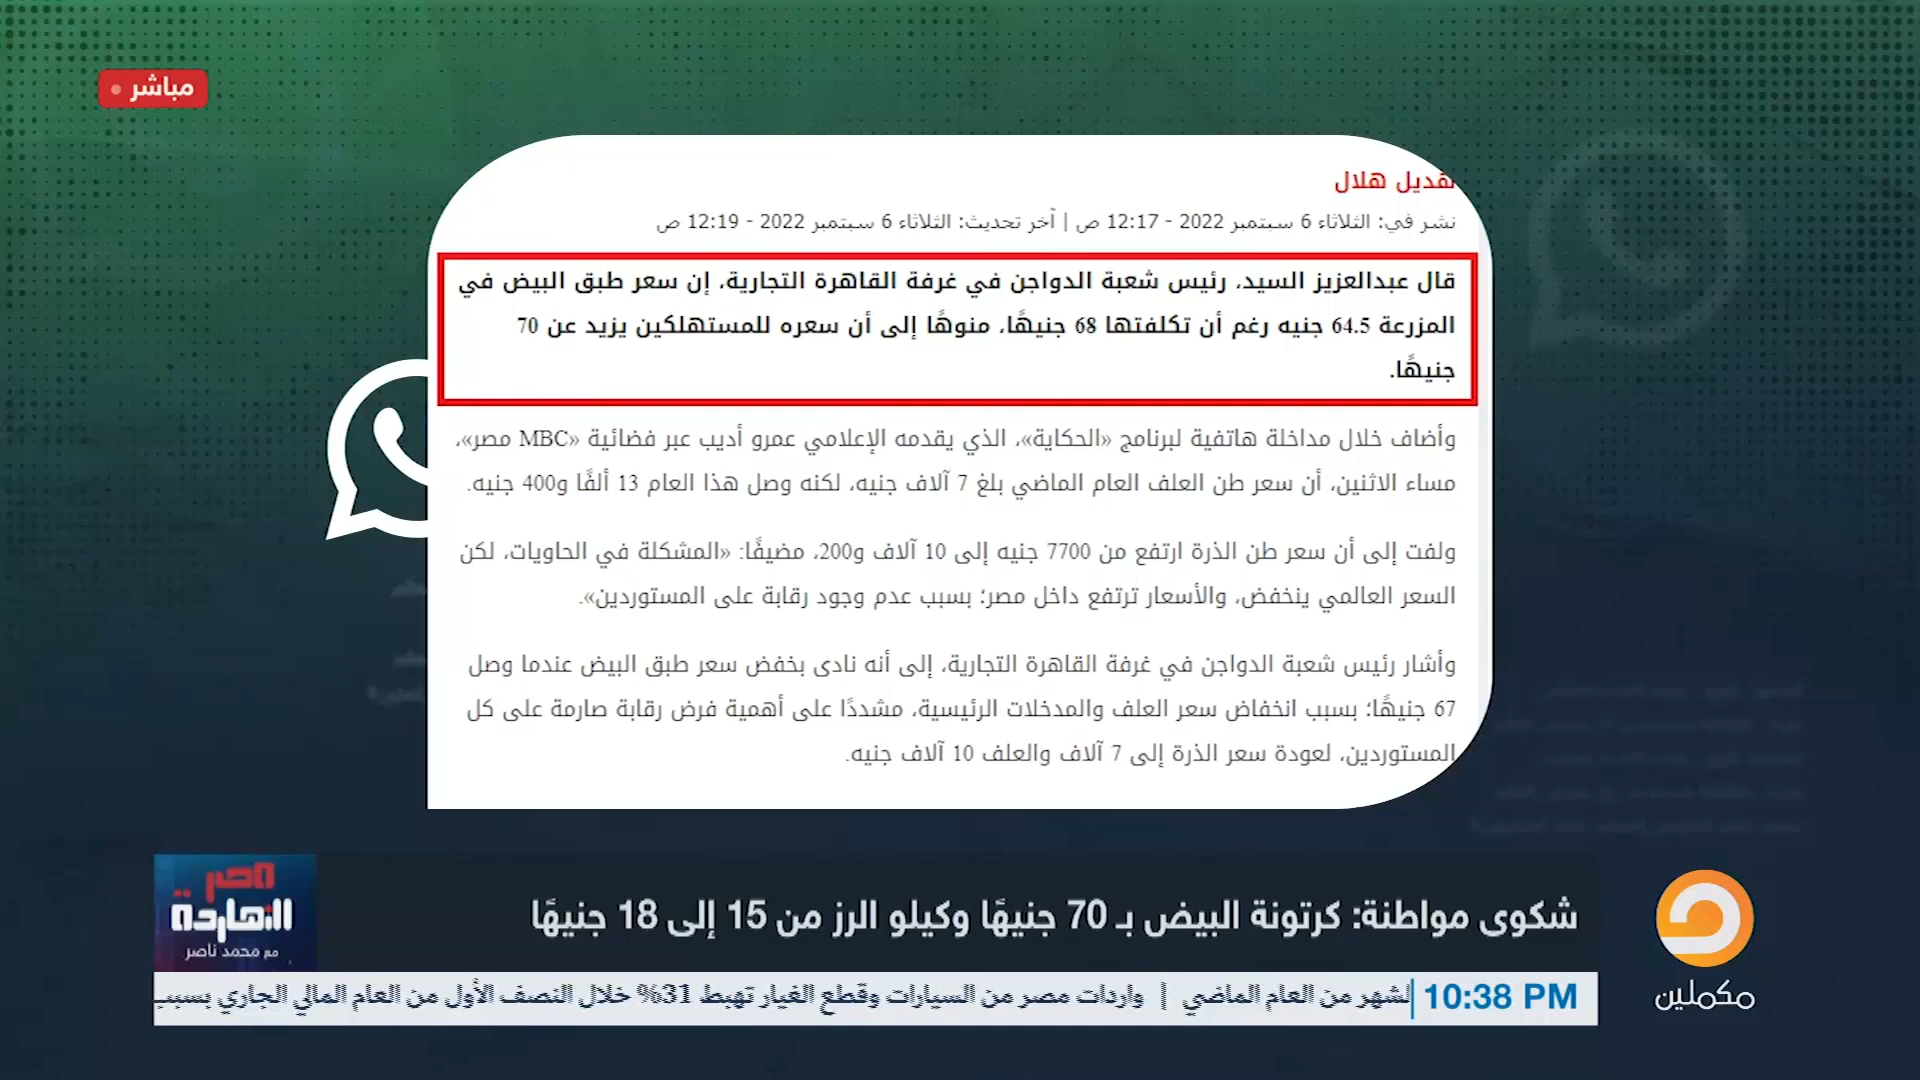 مباشر
هديل هلال
نشر في: الثلاثاء 6 سبتمبر 2022 - 12:17 ص | آخر تحديث: الثلاثاء 6 سبتمبر 2022 - 12:19 ص
قال عبدالعزيز السيد، رئيس شعبة الدواجن في غرفة القاهرة التجارية، إن سعر طبق البيض في
المزرعة 64.5 جنيه رغم أن تكلفتها 68 جنيهًا، منوهًا إلى أن سعره للمستهلكين يزيد عن 70
جنيهًا.
وأضاف خلال مداخلة هاتفية لبرنامج «الحكاية»، الذي يقدمه الإعلامي عمرو أديب عبر فضائية «MBC مصر»،
مساء الاثنين، أن سعر طن العلف العام الماضي بلغ 7 آلاف جنيه، لكنه وصل هذا العام 13 ألفًا و400 جنيه.
ولفت إلى أن سعر طن الذرة ارتفع من 7700 جنيه إلى 10 آلاف و200، مضيفًا: «المشكلة في الحاويات، لكن
السعر العالمي ينخفض، والأسعار ترتفع داخل مصر؛ بسبب عدم وجود رقابة على المستوردين».
وأشار رئيس شعبة الدواجن في غرفة القاهرة التجارية، إلى أنه نادى بخفض سعر طبق البيض عندما وصل
67 جنيهًا؛ بسبب انخفاض سعر العلف والمدخلات الرئيسية، مشددًا على أهمية فرض رقابة صارمة على كل
المستوردين، لعودة سعر الذرة إلى 7 آلاف والعلف 10 آلاف جنيه.
مصر
النهاردة
مع محمد ناصر
شكوى مواطنة: كرتونة البيض بـ 70 جنيهًا وكيلو الرز من 15 إلى 18 جنيهًا
10:38 PM
لشهر من العام الماضي | واردات مصر من السيارات وقطع الغيار تهبط 31% خلال النصف الأول من العام المالي الجاري بسبب
مكملين